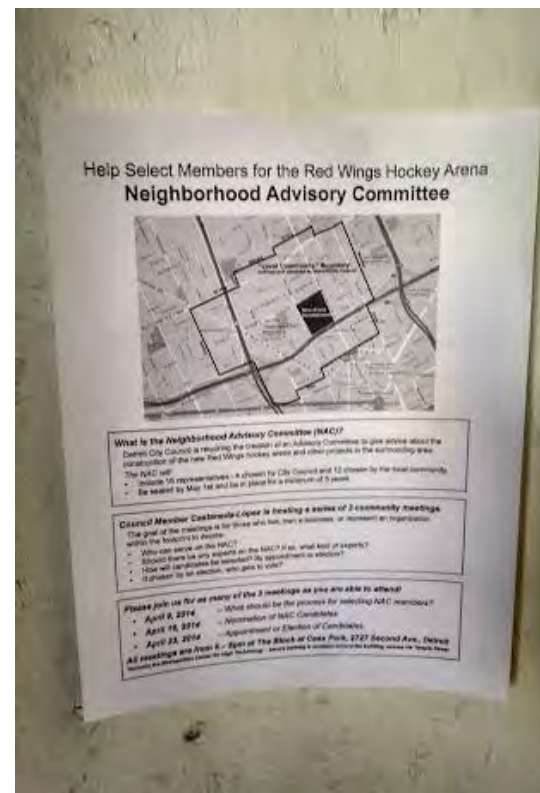 Help Select Members for the Red Wings Hockey Arena
Neighborhood Advisory Committee
"Local Community" Boundary
What is the Neighborhood Advisory Committee (NAC)?
Detroit City Council is requiring the creation of an Advisory Committee to give advice about the
construction of the new Red Wings hockey arena and other projects in the surrounding area.
The NAC will:
• Include 16 representatives - 4 chosen by City Council and 12 chosen by the local community.
• Be seated by May 1st and be in place for a minimum of 5 years.
Council Member Castaneda-Lopez is hosting a series of 3 community meetings.
The goal of the meetings is for those who live, own a business, or represent an organization
within the footprint to decide:
• Who can serve on the NAC?
• Should there be any experts on the NAC? If so, what kind of experts?
• How will candidates be selected? By appointment or election?
• If chosen by an election, who gets to vote?
Please join us for as many of the 3 meetings as you are able to attend!
• April 9, 2014 – What should be the process for selecting NAC members?
• April 16, 2014 – Nomination of NAC Candidates
• April 23, 2014 – Appointment or Election of Candidates
All meetings are from 6 – 8pm at The Block at Cass Park, 2727 Second Ave., Detroit